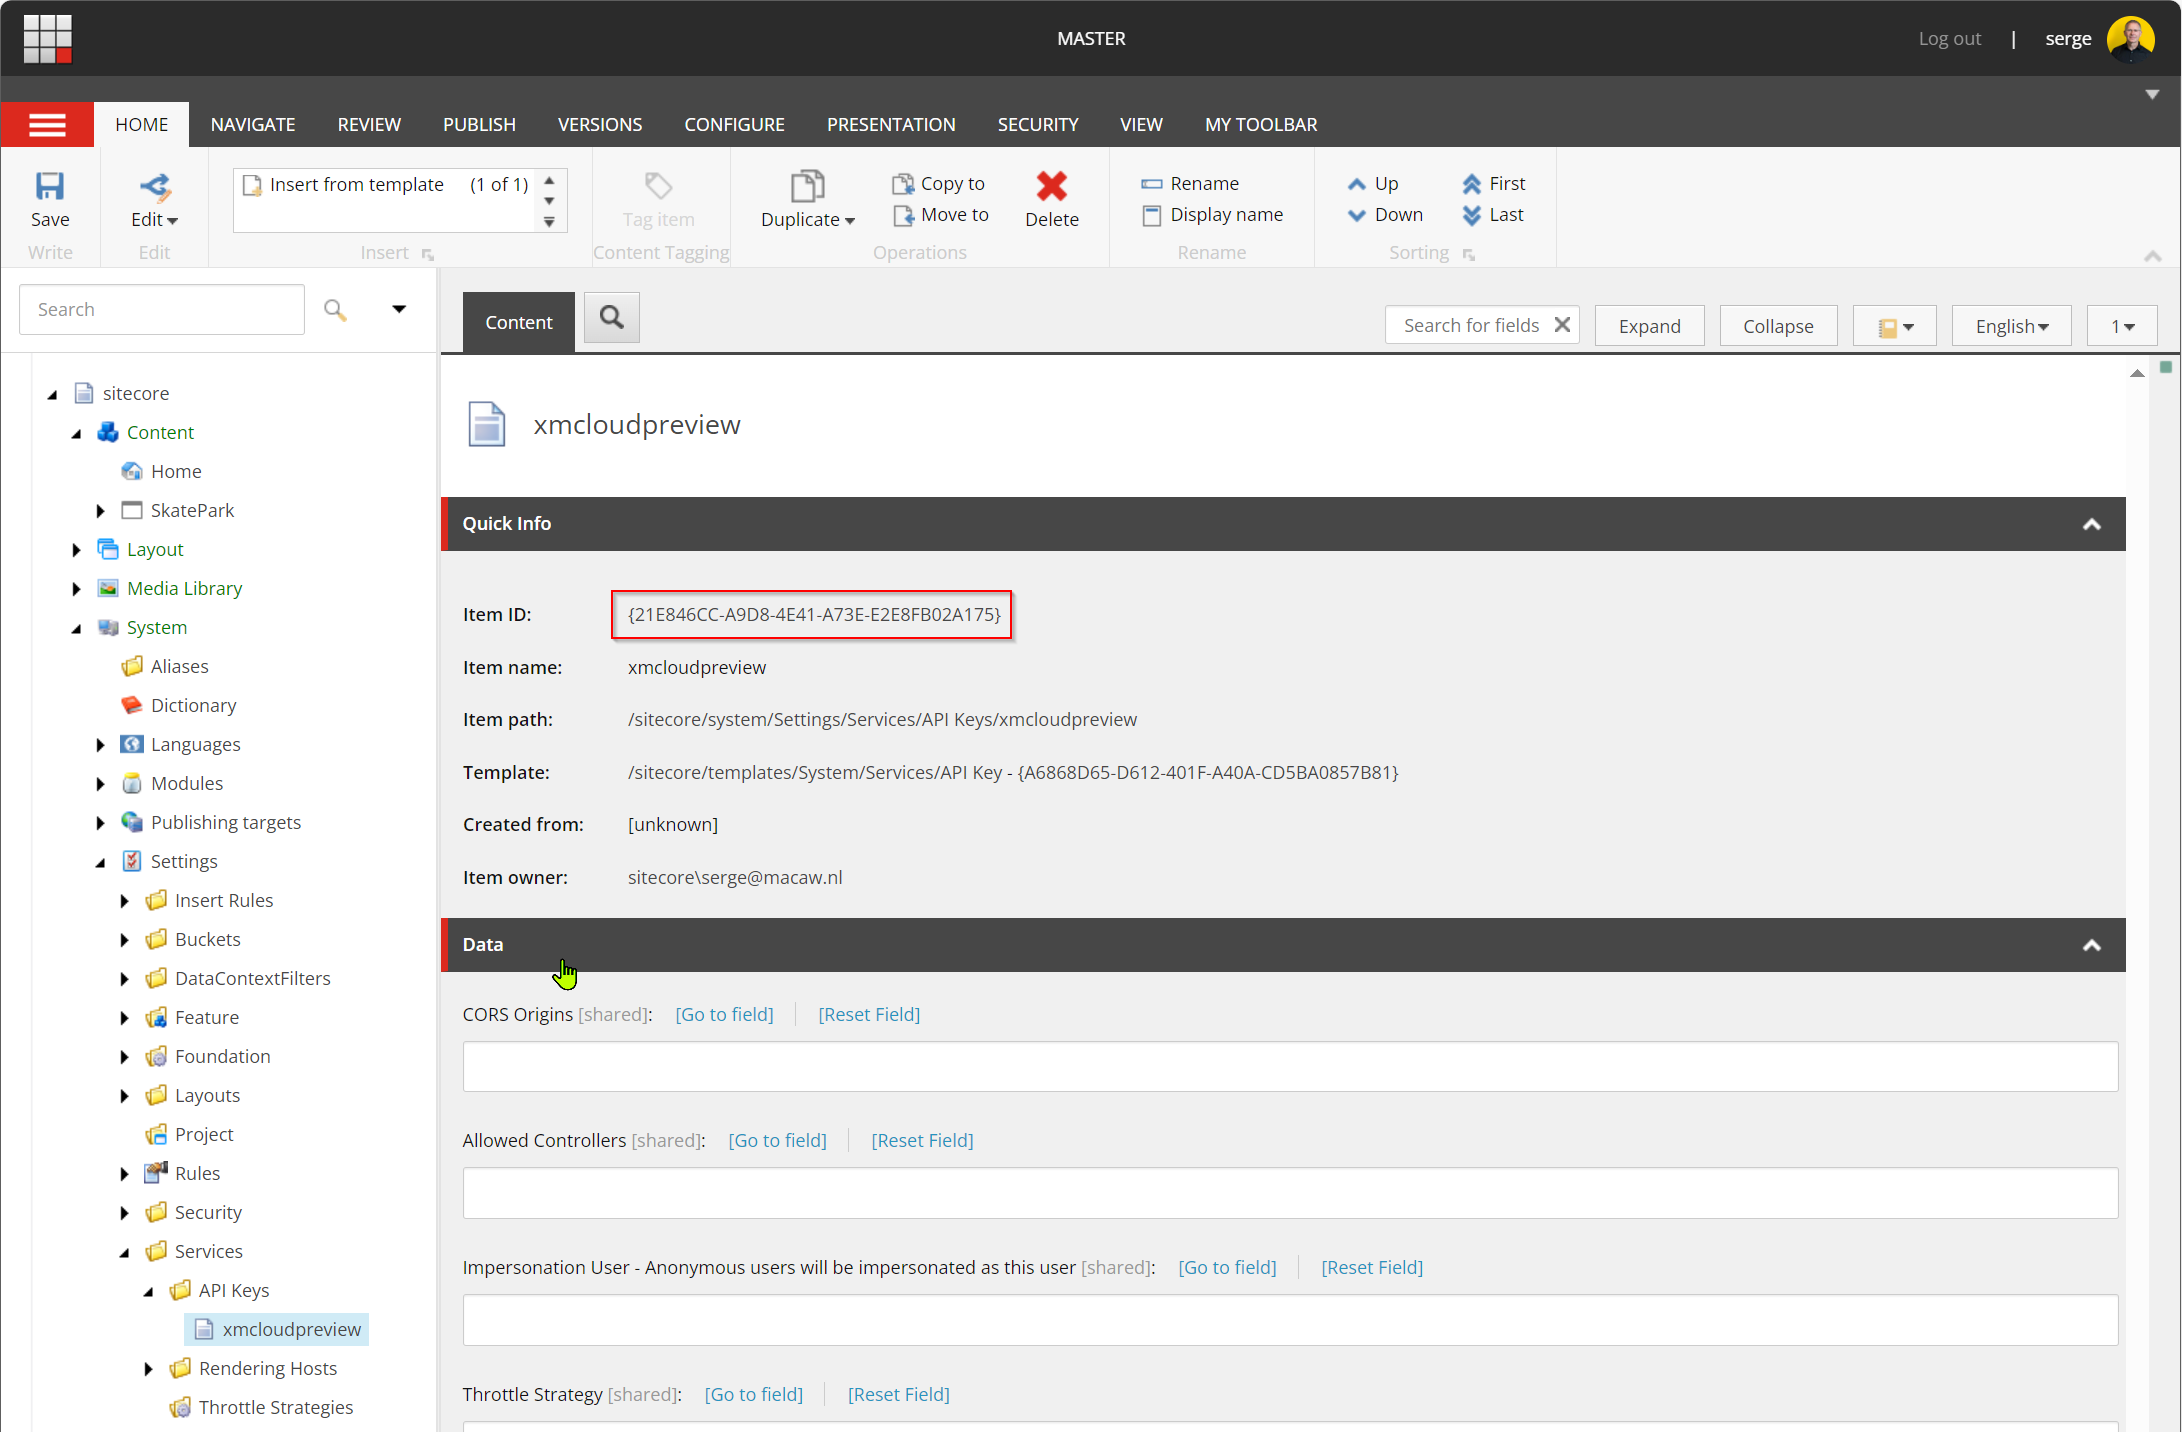 MASTER
Log out | serge
HOME NAVIGATE REVIEW PUBLISH VERSIONS CONFIGURE PRESENTATION SECURITY VIEW MY TOOLBAR
Save
Write
Edit
Edit
Insert from template (1 of 1)
Insert
Tag item
Content Tagging
Duplicate
Copy to
Move to
Delete
Operations
Rename
Display name
Rename
Up
Down
First
Last
Sorting
Search
sitecore
Content
Home
SkatePark
Layout
Media Library
System
Aliases
Dictionary
Languages
Modules
Publishing targets
Settings
Insert Rules
Buckets
DataContextFilters
Feature
Foundation
Layouts
Project
Rules
Security
Services
API Keys
xmcloudpreview
Rendering Hosts
Throttle Strategies
Content
Search for fields
Expand
Collapse
English
1
xmcloudpreview
Quick Info
Item ID: {21E846CC-A9D8-4E41-A73E-E2E8FB02A175}
Item name: xmcloudpreview
Item path: /sitecore/system/Settings/Services/API Keys/xmcloudpreview
Template: /sitecore/templates/System/Services/API Key - {A6868D65-D612-401F-A40A-CD5BA0857B81}
Created from: [unknown]
Item owner: sitecore\serge@macaw.nl
Data
CORS Origins [shared]: [Go to field] [Reset Field]
Allowed Controllers [shared]: [Go to field] [Reset Field]
Impersonation User - Anonymous users will be impersonated as this user [shared]: [Go to field] [Reset Field]
Throttle Strategy [shared]: [Go to field] [Reset Field]